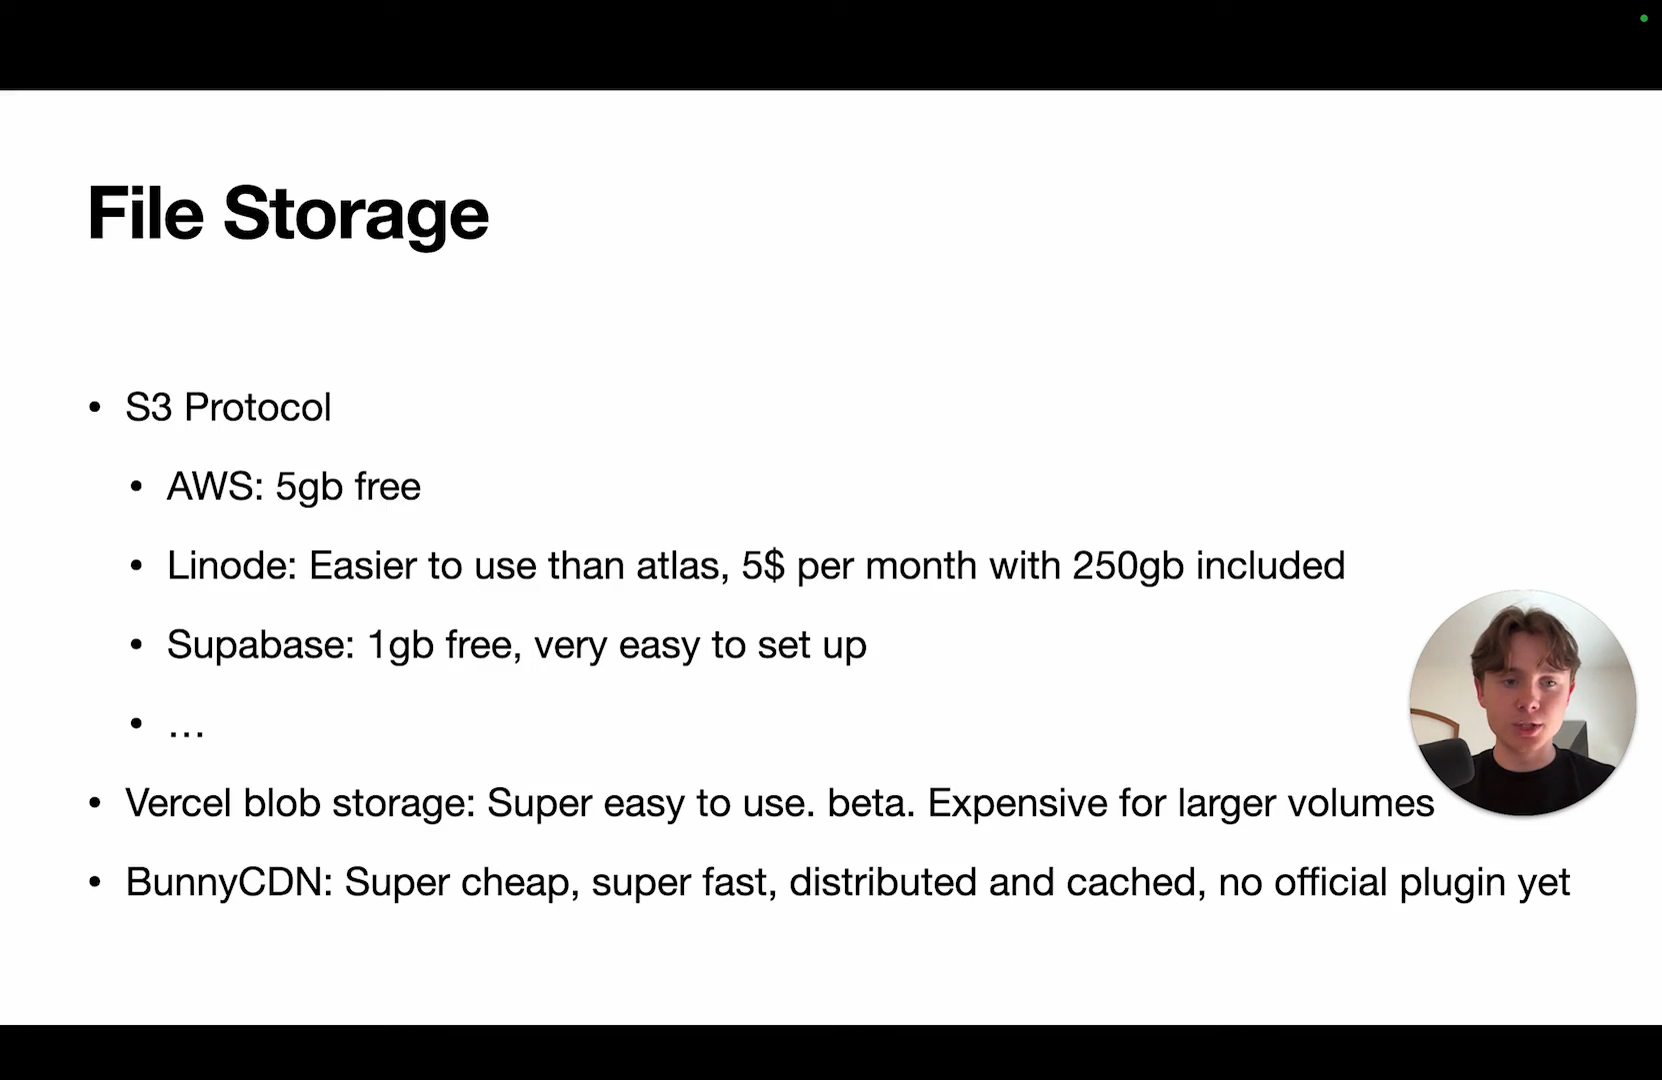 File Storage
• S3 Protocol
• AWS: 5gb free
• Linode: Easier to use than atlas, 5$ per month with 250gb included
• Supabase: 1gb free, very easy to set up
• …
• Vercel blob storage: Super easy to use. beta. Expensive for larger volumes
• BunnyCDN: Super cheap, super fast, distributed and cached, no official plugin yet